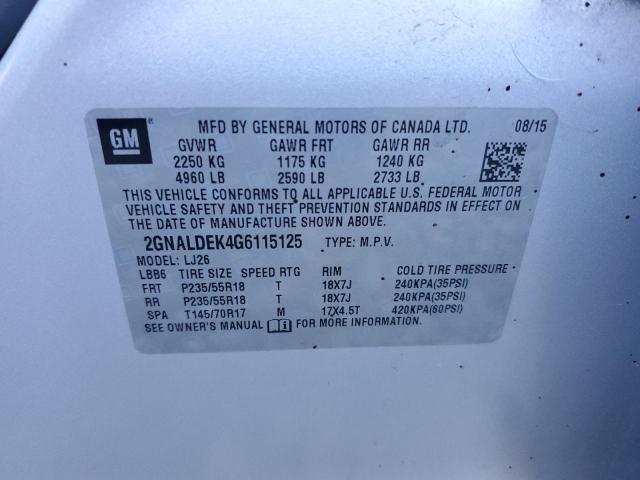 GM
MFD BY GENERAL MOTORS OF CANADA LTD. 08/15
GVWR GAWR FRT GAWR RR
2250 KG 1175 KG 1240 KG
4960 LB 2590 LB 2733 LB
THIS VEHICLE CONFORMS TO ALL APPLICABLE U.S. FEDERAL MOTOR
VEHICLE SAFETY AND THEFT PREVENTION STANDARDS IN EFFECT ON
THE DATE OF MANUFACTURE SHOWN ABOVE.
2GNALDEK4G6115125 TYPE: M.P.V.
MODEL: LJ26
LBB6 TIRE SIZE SPEED RTG RIM COLD TIRE PRESSURE
FRT P235/55R18 T 18X7J 240KPA(35PSI)
RR P235/55R18 T 18X7J 240KPA(35PSI)
SPA T145/70R17 M 17X4.5T 420KPA(60PSI)
SEE OWNER'S MANUAL FOR MORE INFORMATION.